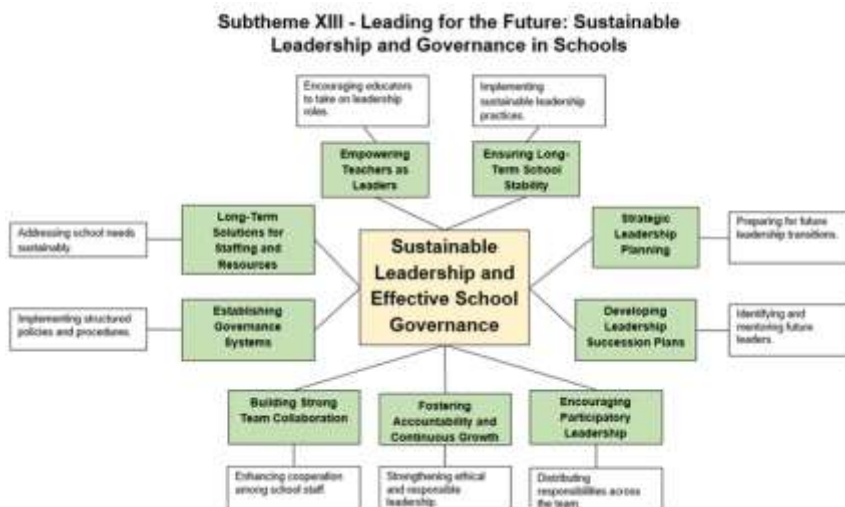 Subtheme XIII - Leading for the Future: Sustainable
Leadership and Governance in Schools
Encouraging educators
to take on leadership
roles.
Implementing
sustainable leadership
practices.
Empowering
Teachers as
Leaders
Ensuring Long-
Term School
Stability
Addressing school needs
sustainably.
Long-Term
Solutions for
Staffing and
Resources
Sustainable
Leadership and
Effective School
Governance
Strategic
Leadership
Planning
Preparing for future
leadership transitions.
Implementing structured
policies and procedures.
Establishing
Governance
Systems
Developing
Leadership
Succession Plans
Identifying and
mentoring future
leaders.
Building Strong
Team Collaboration
Fostering
Accountability and
Continuous Growth
Encouraging
Participatory
Leadership
Enhancing cooperation
among school staff.
Strengthening ethical
and responsible
leadership.
Distributing
responsibilities across
the team.